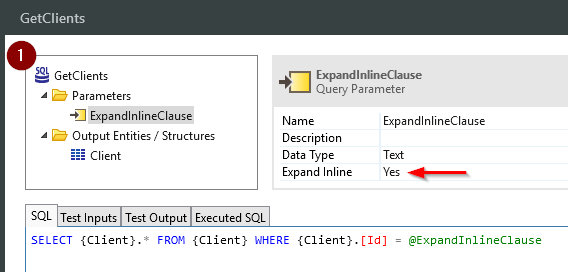 GetClients
1
SQL GetClients
Parameters
ExpandInlineClause
Output Entities / Structures
Client
ExpandInlineClause
Query Parameter
Name ExpandInlineClause
Description
Data Type Text
Expand Inline Yes
SQL Test Inputs Test Output Executed SQL
SELECT {Client}.* FROM {Client} WHERE {Client}.[Id] = @ExpandInlineClause